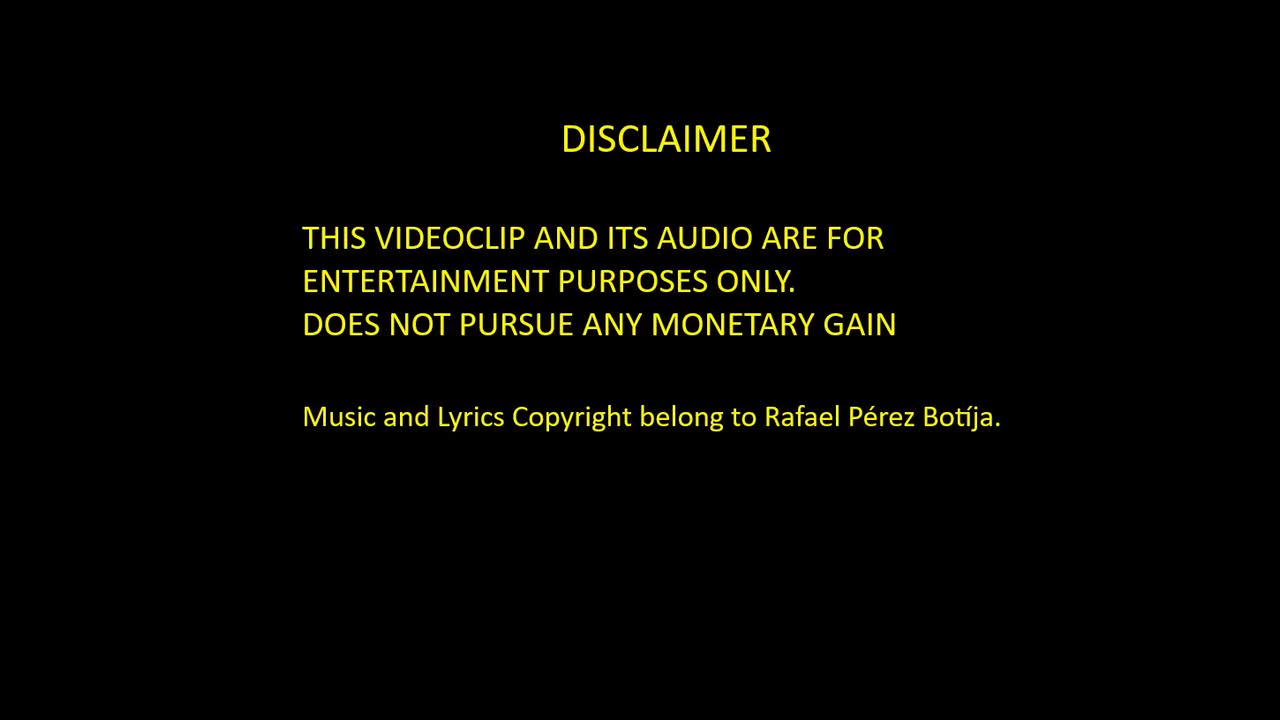 DISCLAIMER
THIS VIDEOCLIP AND ITS AUDIO ARE FOR
ENTERTAINMENT PURPOSES ONLY.
DOES NOT PURSUE ANY MONETARY GAIN
Music and Lyrics Copyright belong to Rafael Pérez Botíja.